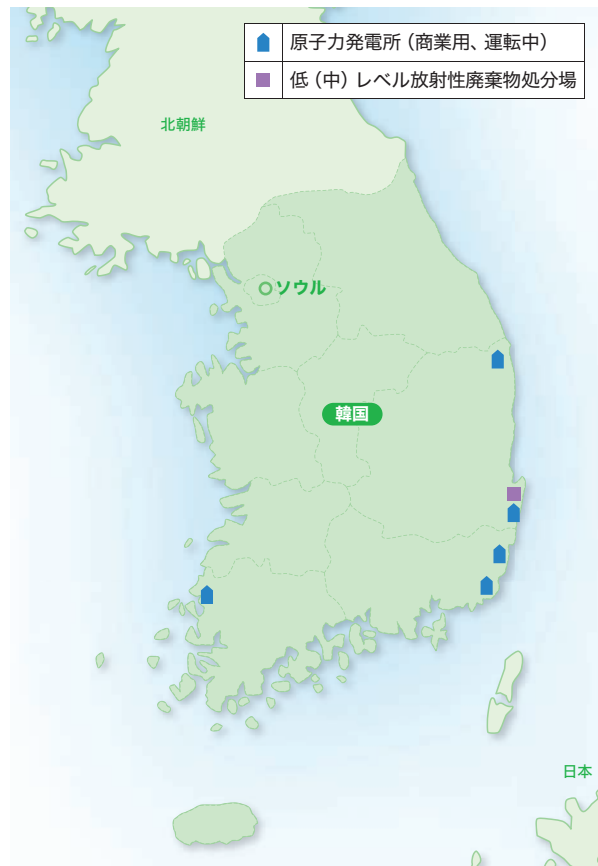 原子力発電所（商業用、運転中）
低（中）レベル放射性廃棄物処分場
北朝鮮
ソウル
韓国
日本